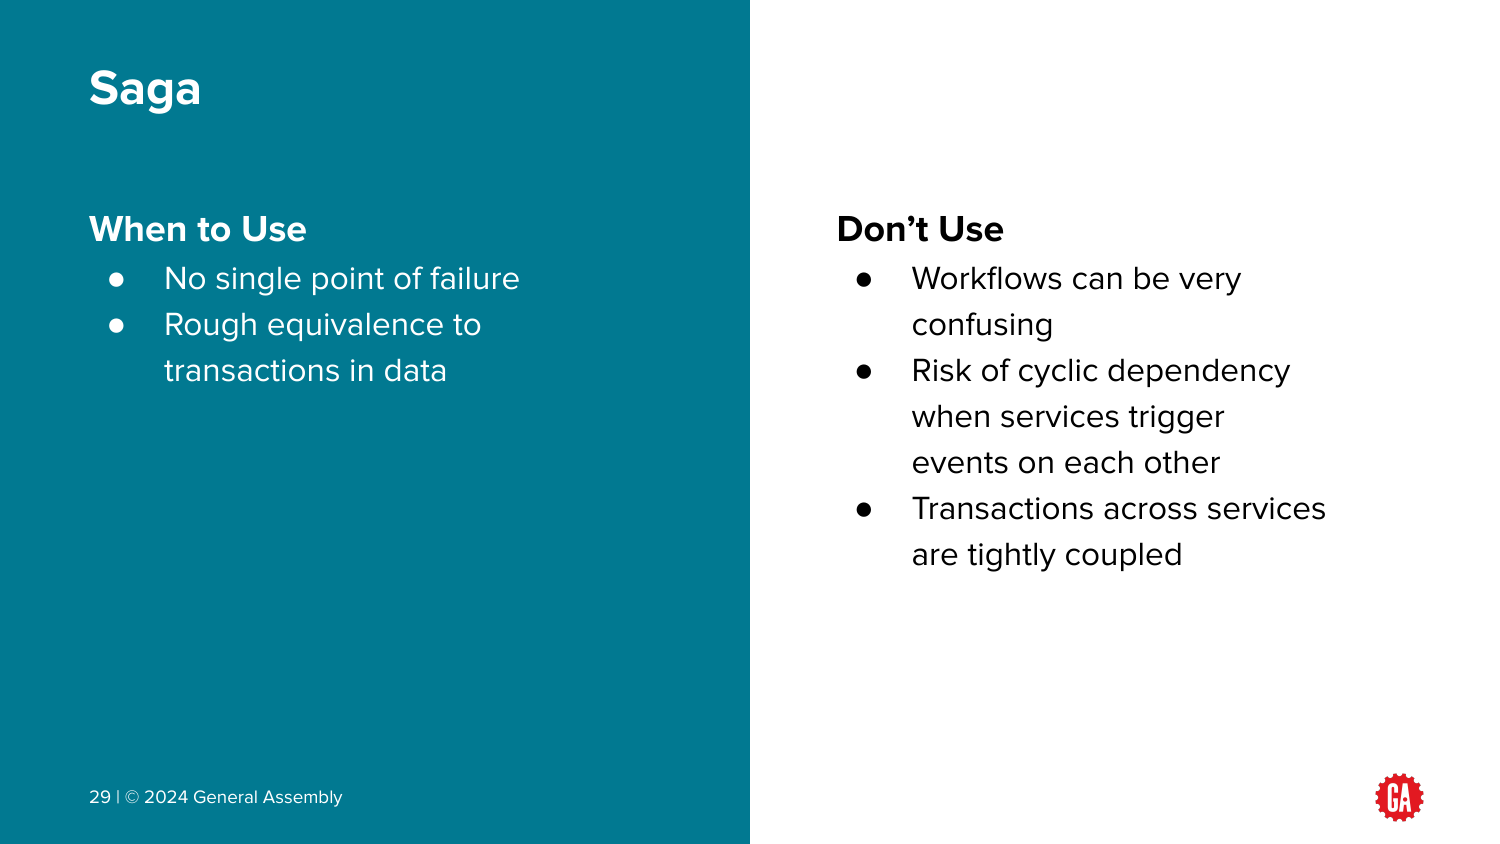 Saga
When to Use
● No single point of failure
● Rough equivalence to
transactions in data
Don’t Use
● Workflows can be very
confusing
● Risk of cyclic dependency
when services trigger
events on each other
● Transactions across services
are tightly coupled
29 | © 2024 General Assembly
GA